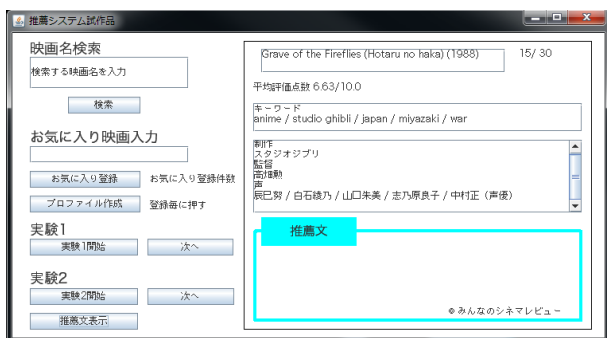 推薦システム試作品
映画名検索
検索する映画名を入力
検索
お気に入り映画入力
お気に入り登録 お気に入り登録件数
プロファイル作成 登録毎に押す
実験1
実験1開始 次へ
実験2
実験2開始 次へ
推薦文表示
Grave of the Fireflies (Hotaru no haka) (1988) 15/ 30
平均評価点数 6.63/10.0
キーワード
anime / studio ghibli / japan / miyazaki / war
制作
スタジオジブリ
監督
高畑勲
声
辰巳努 / 白石綾乃 / 山口朱美 / 志乃原良子 / 中村正（声優）
推薦文
©みんなのシネマレビュー